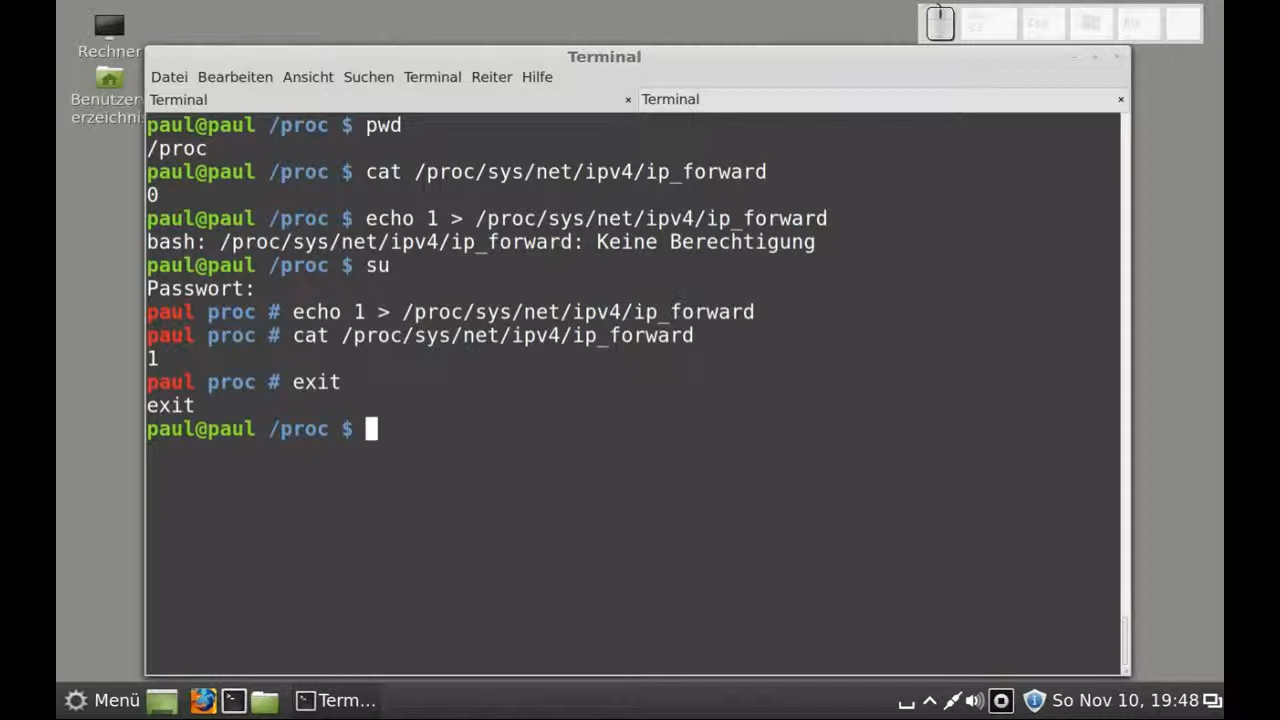 Rechner
Terminal
Datei Bearbeiten Ansicht Suchen Terminal Reiter Hilfe
Benutzer
erzeichnis
Terminal × Terminal ×
paul@paul /proc $ pwd
/proc
paul@paul /proc $ cat /proc/sys/net/ipv4/ip_forward
0
paul@paul /proc $ echo 1 > /proc/sys/net/ipv4/ip_forward
bash: /proc/sys/net/ipv4/ip_forward: Keine Berechtigung
paul@paul /proc $ su
Passwort:
paul proc # echo 1 > /proc/sys/net/ipv4/ip_forward
paul proc # cat /proc/sys/net/ipv4/ip_forward
1
paul proc # exit
exit
paul@paul /proc $
Menü Term... So Nov 10, 19:48